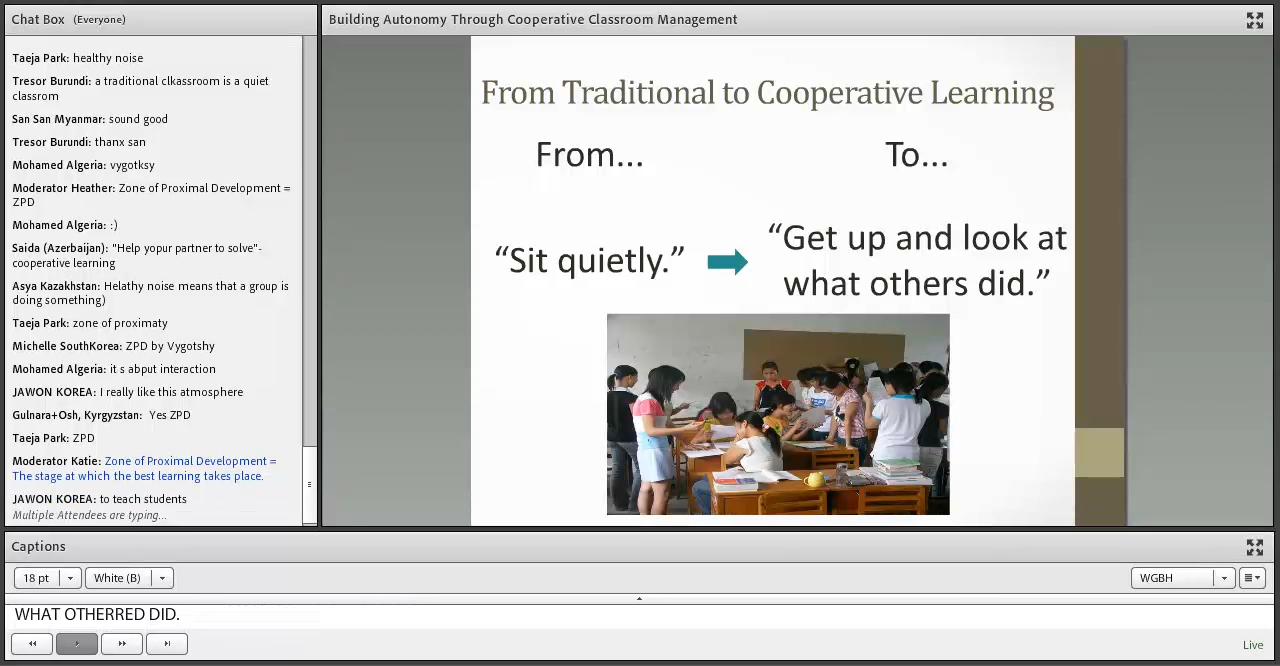 Chat Box (Everyone)
Taeja Park: healthy noise
Tresor Burundi: a traditional clkassroom is a quiet
classrom
San San Myanmar: sound good
Tresor Burundi: thanx san
Mohamed Algeria: vygotksy
Moderator Heather: Zone of Proximal Development =
ZPD
Mohamed Algeria: :)
Saida (Azerbaijan): "Help yopur partner to solve"-
cooperative learning
Asya Kazakhstan: Helathy noise means that a group is
doing something)
Taeja Park: zone of proximaty
Michelle SouthKorea: ZPD by Vygotshy
Mohamed Algeria: it s abput interaction
JAWON KOREA: I really like this atmosphere
Gulnara+Osh, Kyrgyzstan: Yes ZPD
Taeja Park: ZPD
Moderator Katie: Zone of Proximal Development =
The stage at which the best learning takes place.
JAWON KOREA: to teach students
Multiple Attendees are typing...
Building Autonomy Through Cooperative Classroom Management
From Traditional to Cooperative Learning
From... To...
“Sit quietly.”
“Get up and look at
what others did.”
Captions
18 pt White (B) WGBH
WHAT OTHERRED DID.
Live